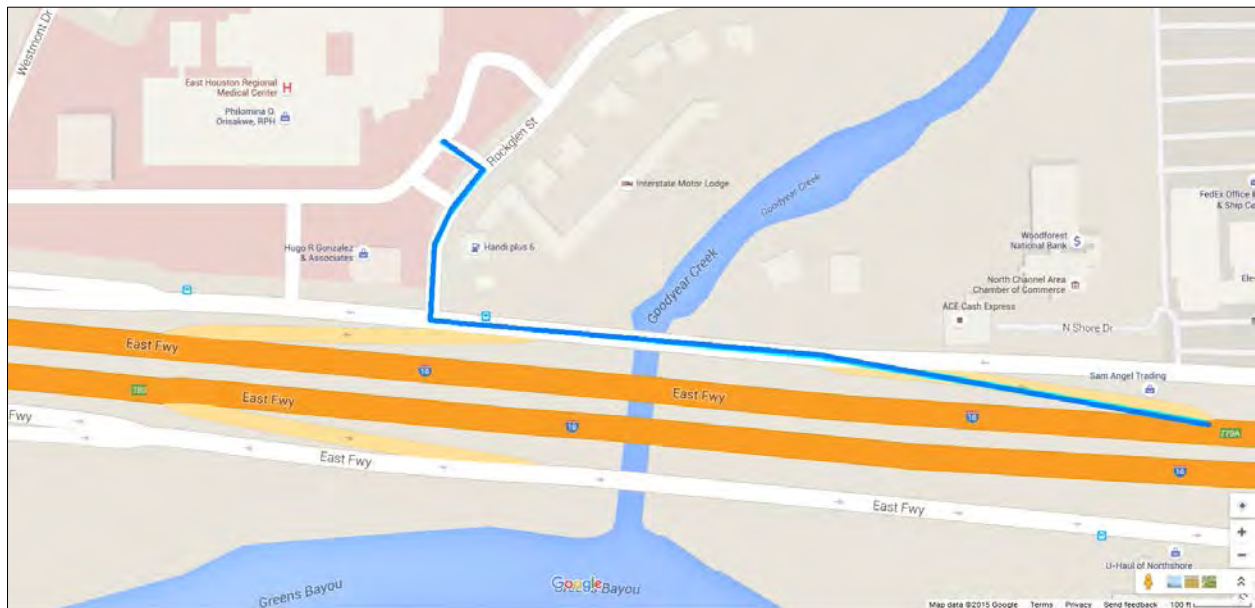 Westmont Dr
East Houston Regional
Medical Center
H
Philomina O.
Orisakwe, RPH
Rockglen St
Interstate Motor Lodge
Goodyear Creek
FedEx Office
& Ship Ce
Woodforest
National Bank
$
Hugo R Gonzalez
& Associates
Handi plus 6
Goodyear Creek
North Channel Area
Chamber of Commerce
Ele
ACE Cash Express
N Shore Dr
East Fwy
Sam Angel Trading
10
780
East Fwy
East Fwy
10
779A
Fwy
10
East Fwy
10
East Fwy
U-Haul of Northshore
Greens Bayou
Google
Greens Bayou
Map data ©2015 Google
Terms
Privacy
Send feedback
100 ft